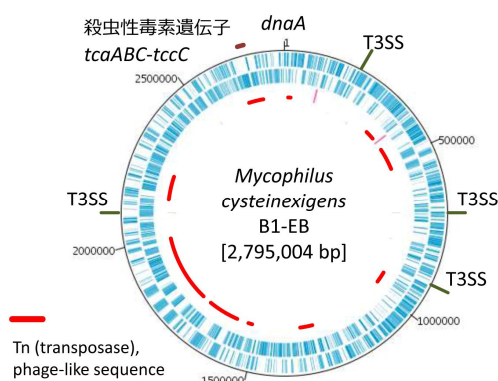 殺虫性毒素遺伝子
tcaABC-tccC
dnaA
1
T3SS
2500000
500000
T3SS
Mycophilus
cysteinexigens
B1-EB
[2,795,004 bp]
T3SS
2000000
T3SS
1000000
Tn (transposase),
phage-like sequence
1500000